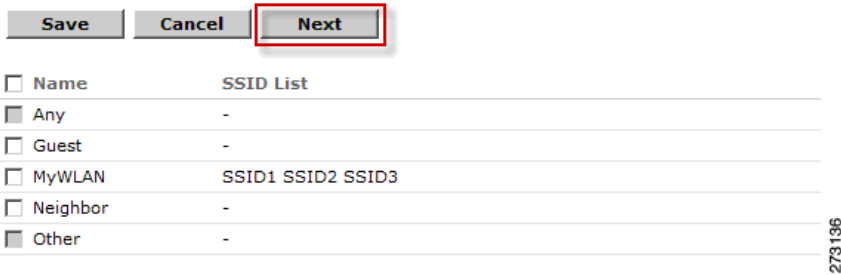 Save Cancel Next
Name SSID List
Any -
Guest -
MyWLAN SSID1 SSID2 SSID3
Neighbor -
Other -
273136